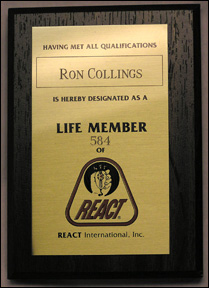 HAVING MET ALL QUALIFICATIONS
RON COLLINGS
IS HEREBY DESIGNATED AS A
LIFE MEMBER
584
OF
REACT
REACT International, Inc.